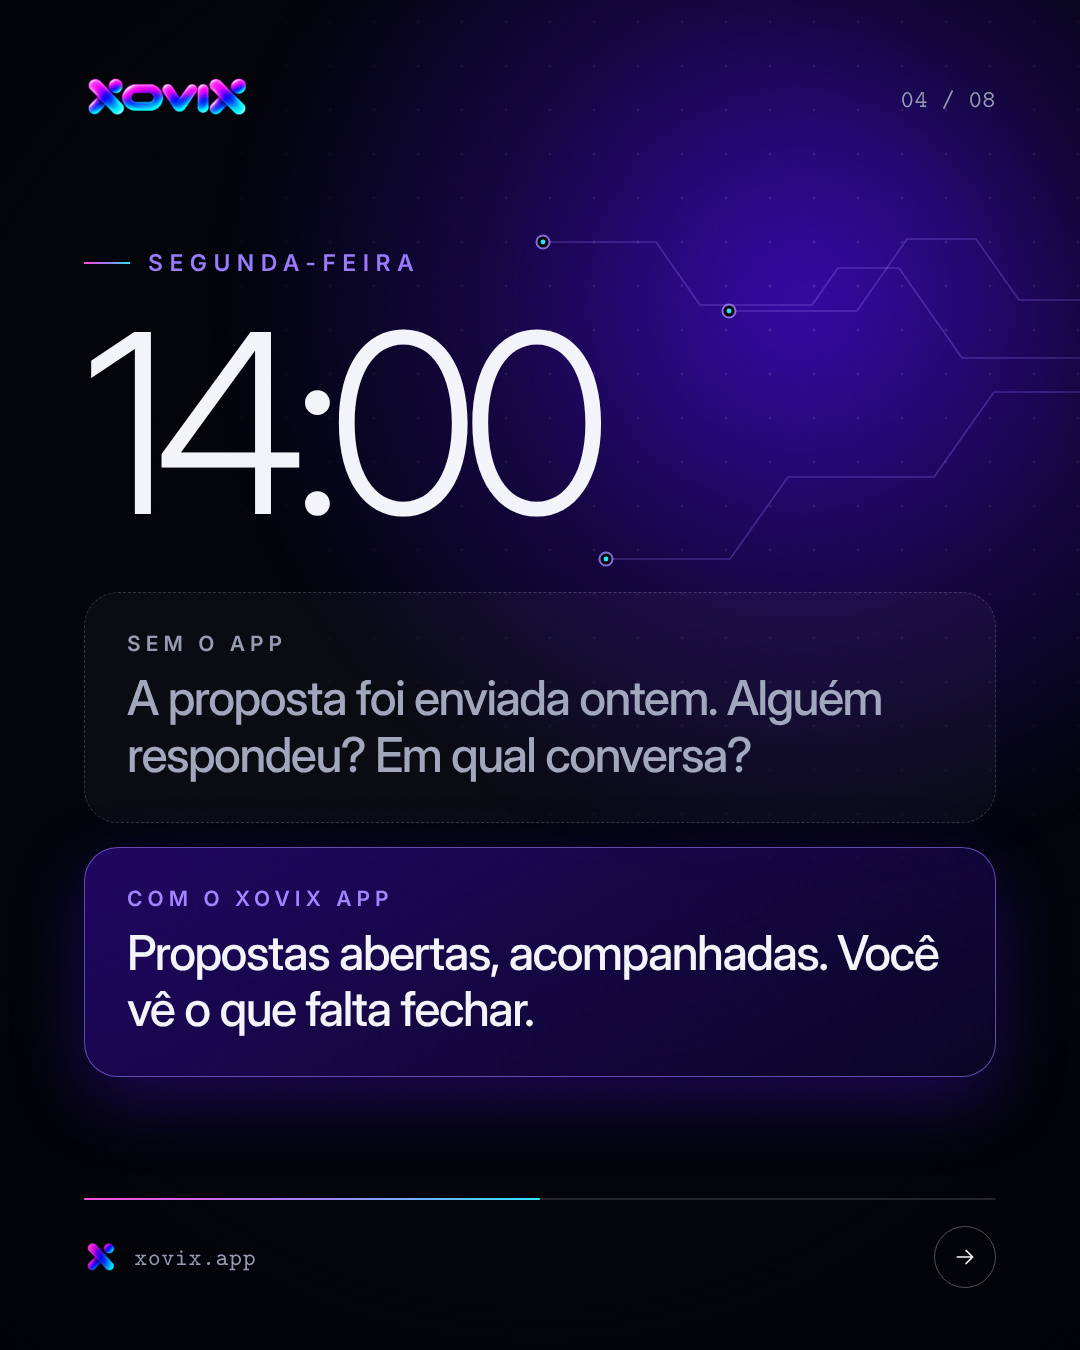 XOVIX
04 / 08
SEGUNDA-FEIRA
14:00
SEM O APP
A proposta foi enviada ontem. Alguém
respondeu? Em qual conversa?
COM O XOVIX APP
Propostas abertas, acompanhadas. Você
vê o que falta fechar.
xovix.app